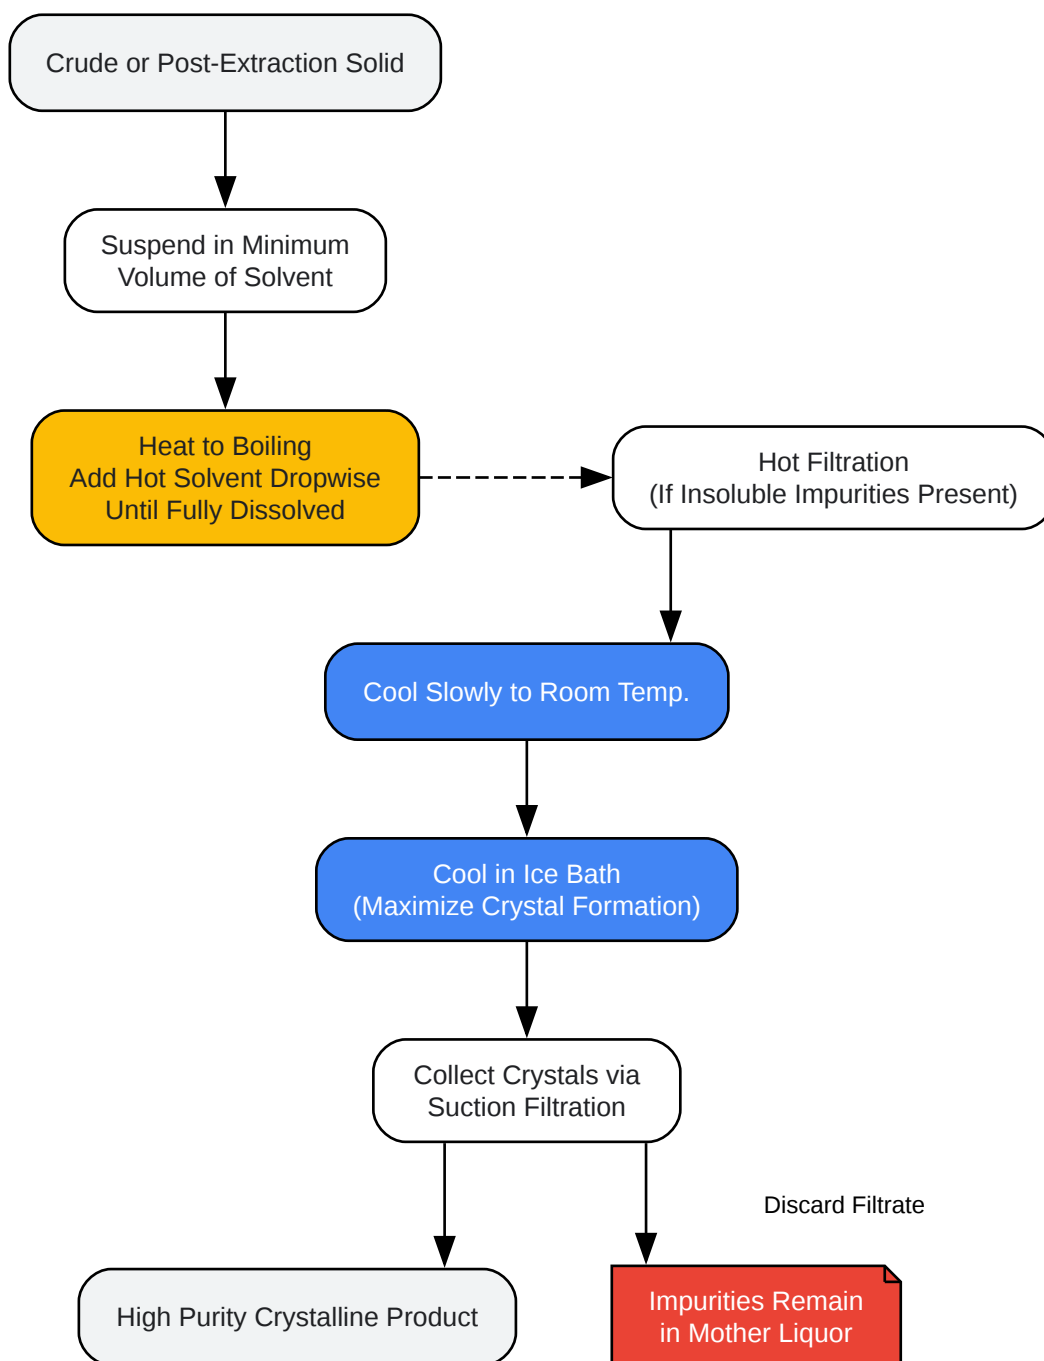 Crude or Post-Extraction Solid
Suspend in Minimum
Volume of Solvent
Heat to Boiling
Add Hot Solvent Dropwise
Until Fully Dissolved
Hot Filtration
(If Insoluble Impurities Present)
Cool Slowly to Room Temp.
Cool in Ice Bath
(Maximize Crystal Formation)
Collect Crystals via
Suction Filtration
Discard Filtrate
High Purity Crystalline Product
Impurities Remain
in Mother Liquor